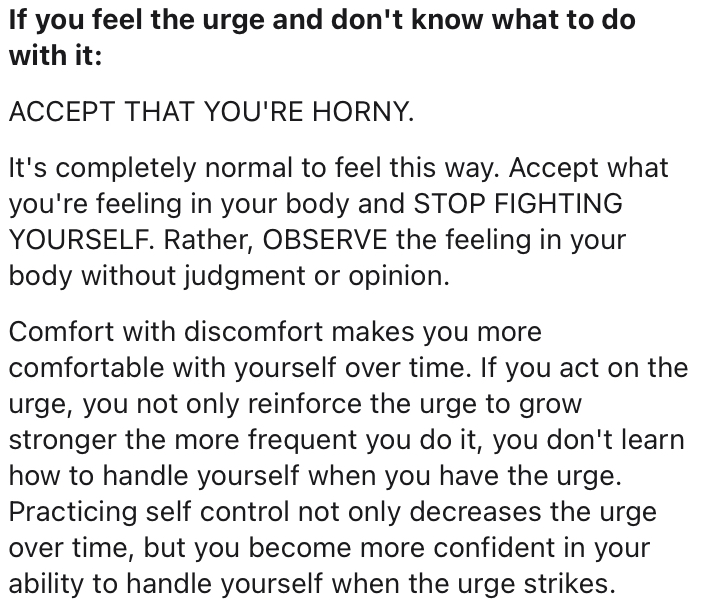 If you feel the urge and don't know what to do
with it:
ACCEPT THAT YOU'RE HORNY.
It's completely normal to feel this way. Accept what
you're feeling in your body and STOP FIGHTING
YOURSELF. Rather, OBSERVE the feeling in your
body without judgment or opinion.
Comfort with discomfort makes you more
comfortable with yourself over time. If you act on the
urge, you not only reinforce the urge to grow
stronger the more frequent you do it, you don't learn
how to handle yourself when you have the urge.
Practicing self control not only decreases the urge
over time, but you become more confident in your
ability to handle yourself when the urge strikes.